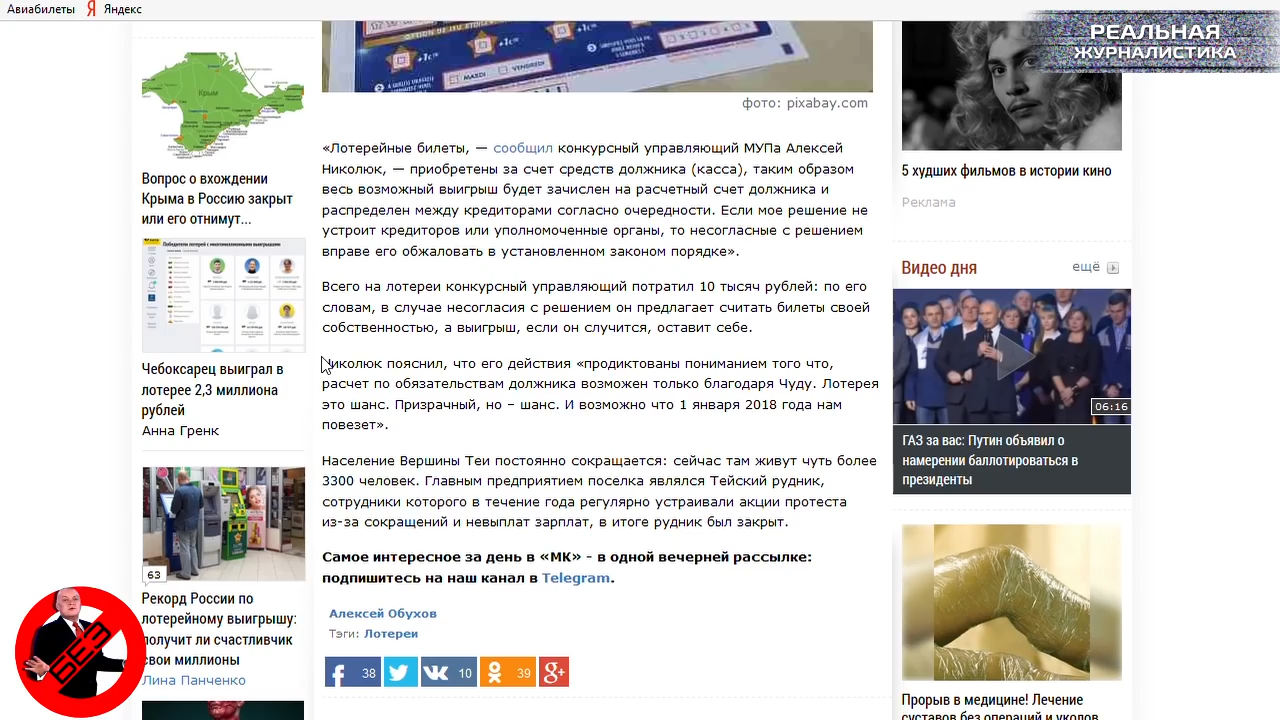 Авиабилеты Яндекс
РЕАЛЬНАЯ
ЖУРНАЛИСТИКА
Крым
Вопрос о вхождении
Крыма в Россию закрыт
или его отнимут...
Чебоксарец выиграл в
лотерее 2,3 миллиона
рублей
Анна Гренк
63
Рекорд России по
лотерейному выигрышу:
получит ли счастливчик
свои миллионы
Лина Панченко
БЕЗ
MARDI
VENDREDI
фото: pixabay.com
«Лотерейные билеты, — сообщил конкурсный управляющий МУПа Алексей
Николюк, — приобретены за счет средств должника (касса), таким образом
весь возможный выигрыш будет зачислен на расчетный счет должника и
распределен между кредиторами согласно очередности. Если мое решение не
устроит кредиторов или уполномоченные органы, то несогласные с решением
вправе его обжаловать в установленном законом порядке».
Всего на лотереи конкурсный управляющий потратил 10 тысяч рублей: по его
словам, в случае несогласия с решением он предлагает считать билеты своей
собственностью, а выигрыш, если он случится, оставит себе.
Николюк пояснил, что его действия «продиктованы пониманием того что,
расчет по обязательствам должника возможен только благодаря Чуду. Лотерея
это шанс. Призрачный, но – шанс. И возможно что 1 января 2018 года нам
повезет».
Население Вершины Теи постоянно сокращается: сейчас там живут чуть более
3300 человек. Главным предприятием поселка являлся Тейский рудник,
сотрудники которого в течение года регулярно устраивали акции протеста
из-за сокращений и невыплат зарплат, в итоге рудник был закрыт.
Самое интересное за день в «МК» - в одной вечерней рассылке:
подпишитесь на наш канал в Telegram.
Алексей Обухов
Тэги: Лотереи
38 10 39
5 худших фильмов в истории кино
Реклама
Видео дня ещё
06:16
ГАЗ за вас: Путин объявил о
намерении баллотироваться в
президенты
Прорыв в медицине! Лечение
суставов без операций и уколов